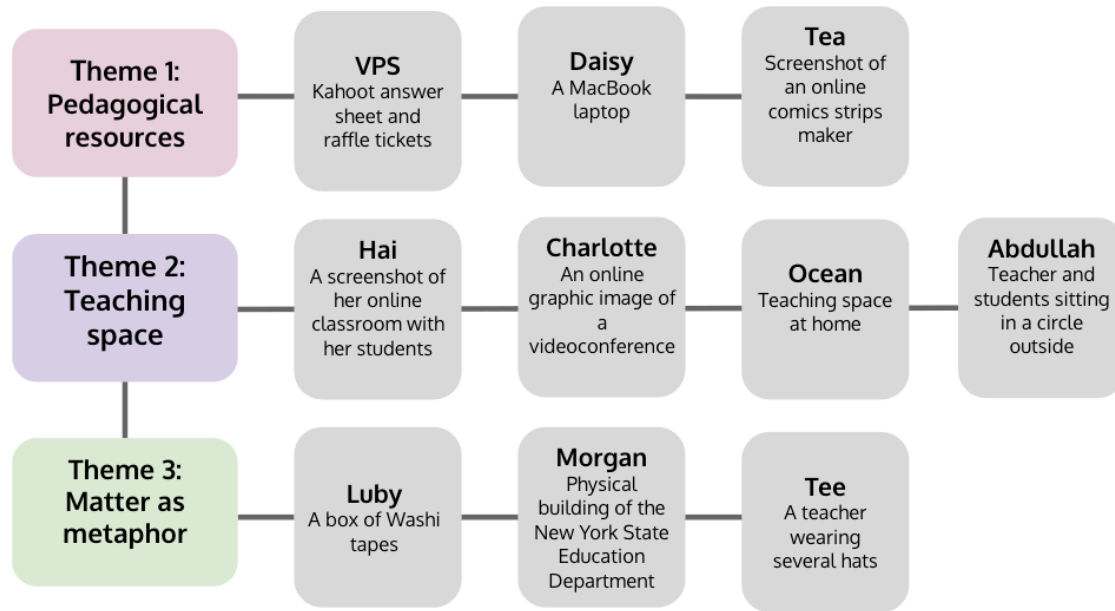 Theme 1:
Pedagogical
resources
VPS
Kahoot answer
sheet and
raffle tickets
Daisy
A MacBook
laptop
Tea
Screenshot of
an online
comics strips
maker
Theme 2:
Teaching
space
Hai
A screenshot of
her online
classroom with
her students
Charlotte
An online
graphic image of
a
videoconference
Ocean
Teaching space
at home
Abdullah
Teacher and
students sitting
in a circle
outside
Theme 3:
Matter as
metaphor
Luby
A box of Washi
tapes
Morgan
Physical
building of the
New York State
Education
Department
Tee
A teacher
wearing
several hats